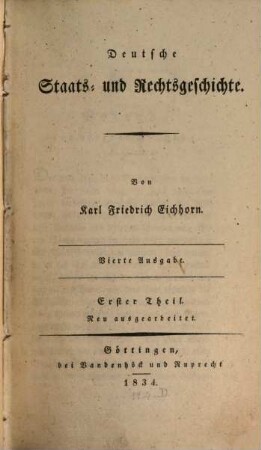 Deutsche
Staats- und Rechtsgeschichte.
Von
Karl Friedrich Eichhorn.
Vierte Ausgabe.
Erster Theil.
Neu ausgearbeitet.
Göttingen,
bei Vandenhöck und Ruprecht
1834.